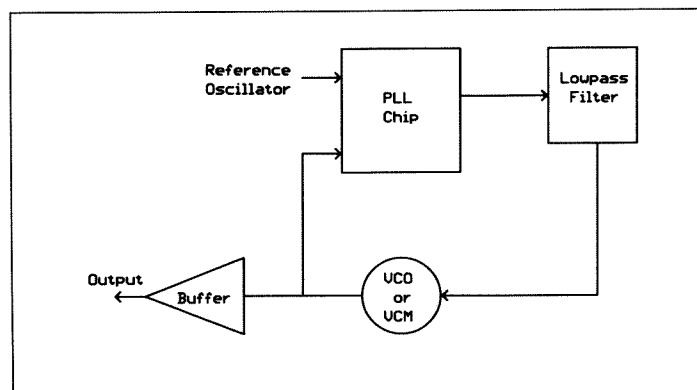 Reference
Oscillator
PLL
Chip
Lowpass
Filter
Output
Buffer
VCO
or
VCM